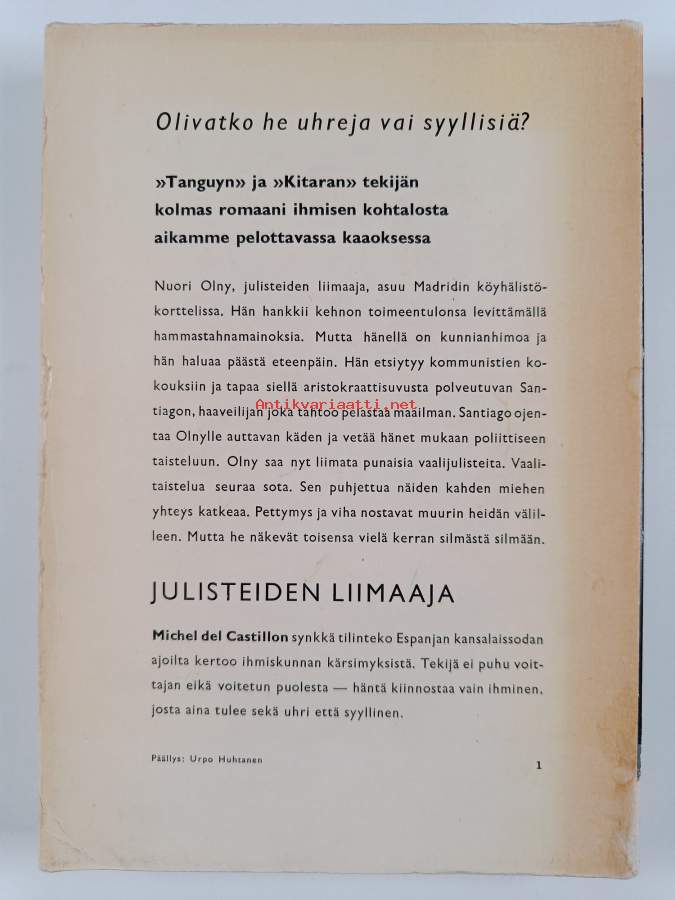 Olivatko he uhreja vai syyllisiä?
»Tanguyn» ja »Kitaran» tekijän
kolmas romaani ihmisen kohtalosta
aikamme pelottavassa kaaoksessa
Nuori Olny, julisteiden liimaaja, asuu Madridin köyhälistö-
korttelissa. Hän hankkii kehnon toimeentulonsa levittämällä
hammastahnamainoksia. Mutta hänellä on kunnianhimoa ja
hän haluaa päästä eteenpäin. Hän etsiytyy kommunistien ko-
kouksiin ja tapaa siellä aristokraattisuvusta polveutuvan San-
tiagon, haaveilijan joka tahtoo pelastaa maailman. Santiago ojen-
Antikvariaatti.net
taa Olnylle auttavan käden ja vetää hänet mukaan poliittiseen
taisteluun. Olny saa nyt liimata punaisia vaalijulisteita. Vaali-
taistelua seuraa sota. Sen puhjettua näiden kahden miehen
yhteys katkeaa. Pettymys ja viha nostavat muurin heidän välil-
leen. Mutta he näkevät toisensa vielä kerran silmästä silmään.
JULISTEIDEN LIIMAAJA
Michel del Castillon synkkä tilinteko Espanjan kansalaissodan
ajoilta kertoo ihmiskunnan kärsimyksistä. Tekijä ei puhu voit-
tajan eikä voitetun puolesta — häntä kiinnostaa vain ihminen,
josta aina tulee sekä uhri että syyllinen.
Päällys: Urpo Huhtanen
1